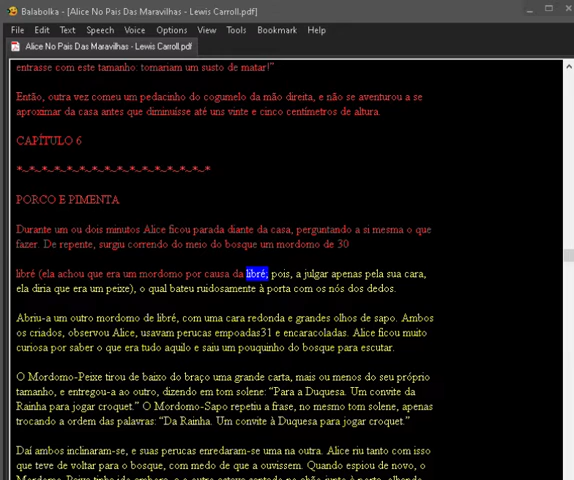 Balabolka - [Alice No Pais Das Maravilhas - Lewis Carroll.pdf]
File Edit Text Speech Voice Options View Tools Bookmark Help
Alice No Pais Das Maravilhas - Lewis Carroll.pdf
entrasse com este tamanho: tomariam um susto de matar!"
Então, outra vez comeu um pedacinho do cogumelo da mão direita, e não se aventurou a se
aproximar da casa antes que diminuísse até uns vinte e cinco centímetros de altura.
CAPÍTULO 6
*~*~*~*~*~*~*~*~*~*~*~*~*~*~*~*
PORCO E PIMENTA
Durante um ou dois minutos Alice ficou parada diante da casa, perguntando a si mesma o que
fazer. De repente, surgiu correndo do meio do bosque um mordomo de 30
libré (ela achou que era um mordomo por causa da libré; pois, a julgar apenas pela sua cara,
ela diria que era um peixe), o qual bateu ruidosamente à porta com os nós dos dedos.
Abriu-a um outro mordomo de libré, com uma cara redonda e grandes olhos de sapo. Ambos
os criados, observou Alice, usavam perucas empoadas31 e encaracoladas. Alice ficou muito
curiosa por saber o que era tudo aquilo e saiu um pouquinho do bosque para escutar.
O Mordomo-Peixe tirou de baixo do braço uma grande carta, mais ou menos do seu próprio
tamanho, e entregou-a ao outro, dizendo em tom solene: "Para a Duquesa. Um convite da
Rainha para jogar croquet." O Mordomo-Sapo repetiu a frase, no mesmo tom solene, apenas
trocando a ordem das palavras: "Da Rainha. Um convite à Duquesa para jogar croquet."
Daí ambos inclinaram-se, e suas perucas enredaram-se uma na outra. Alice riu tanto com isso
que teve de voltar para o bosque, com medo de que a ouvissem. Quando espiou de novo, o